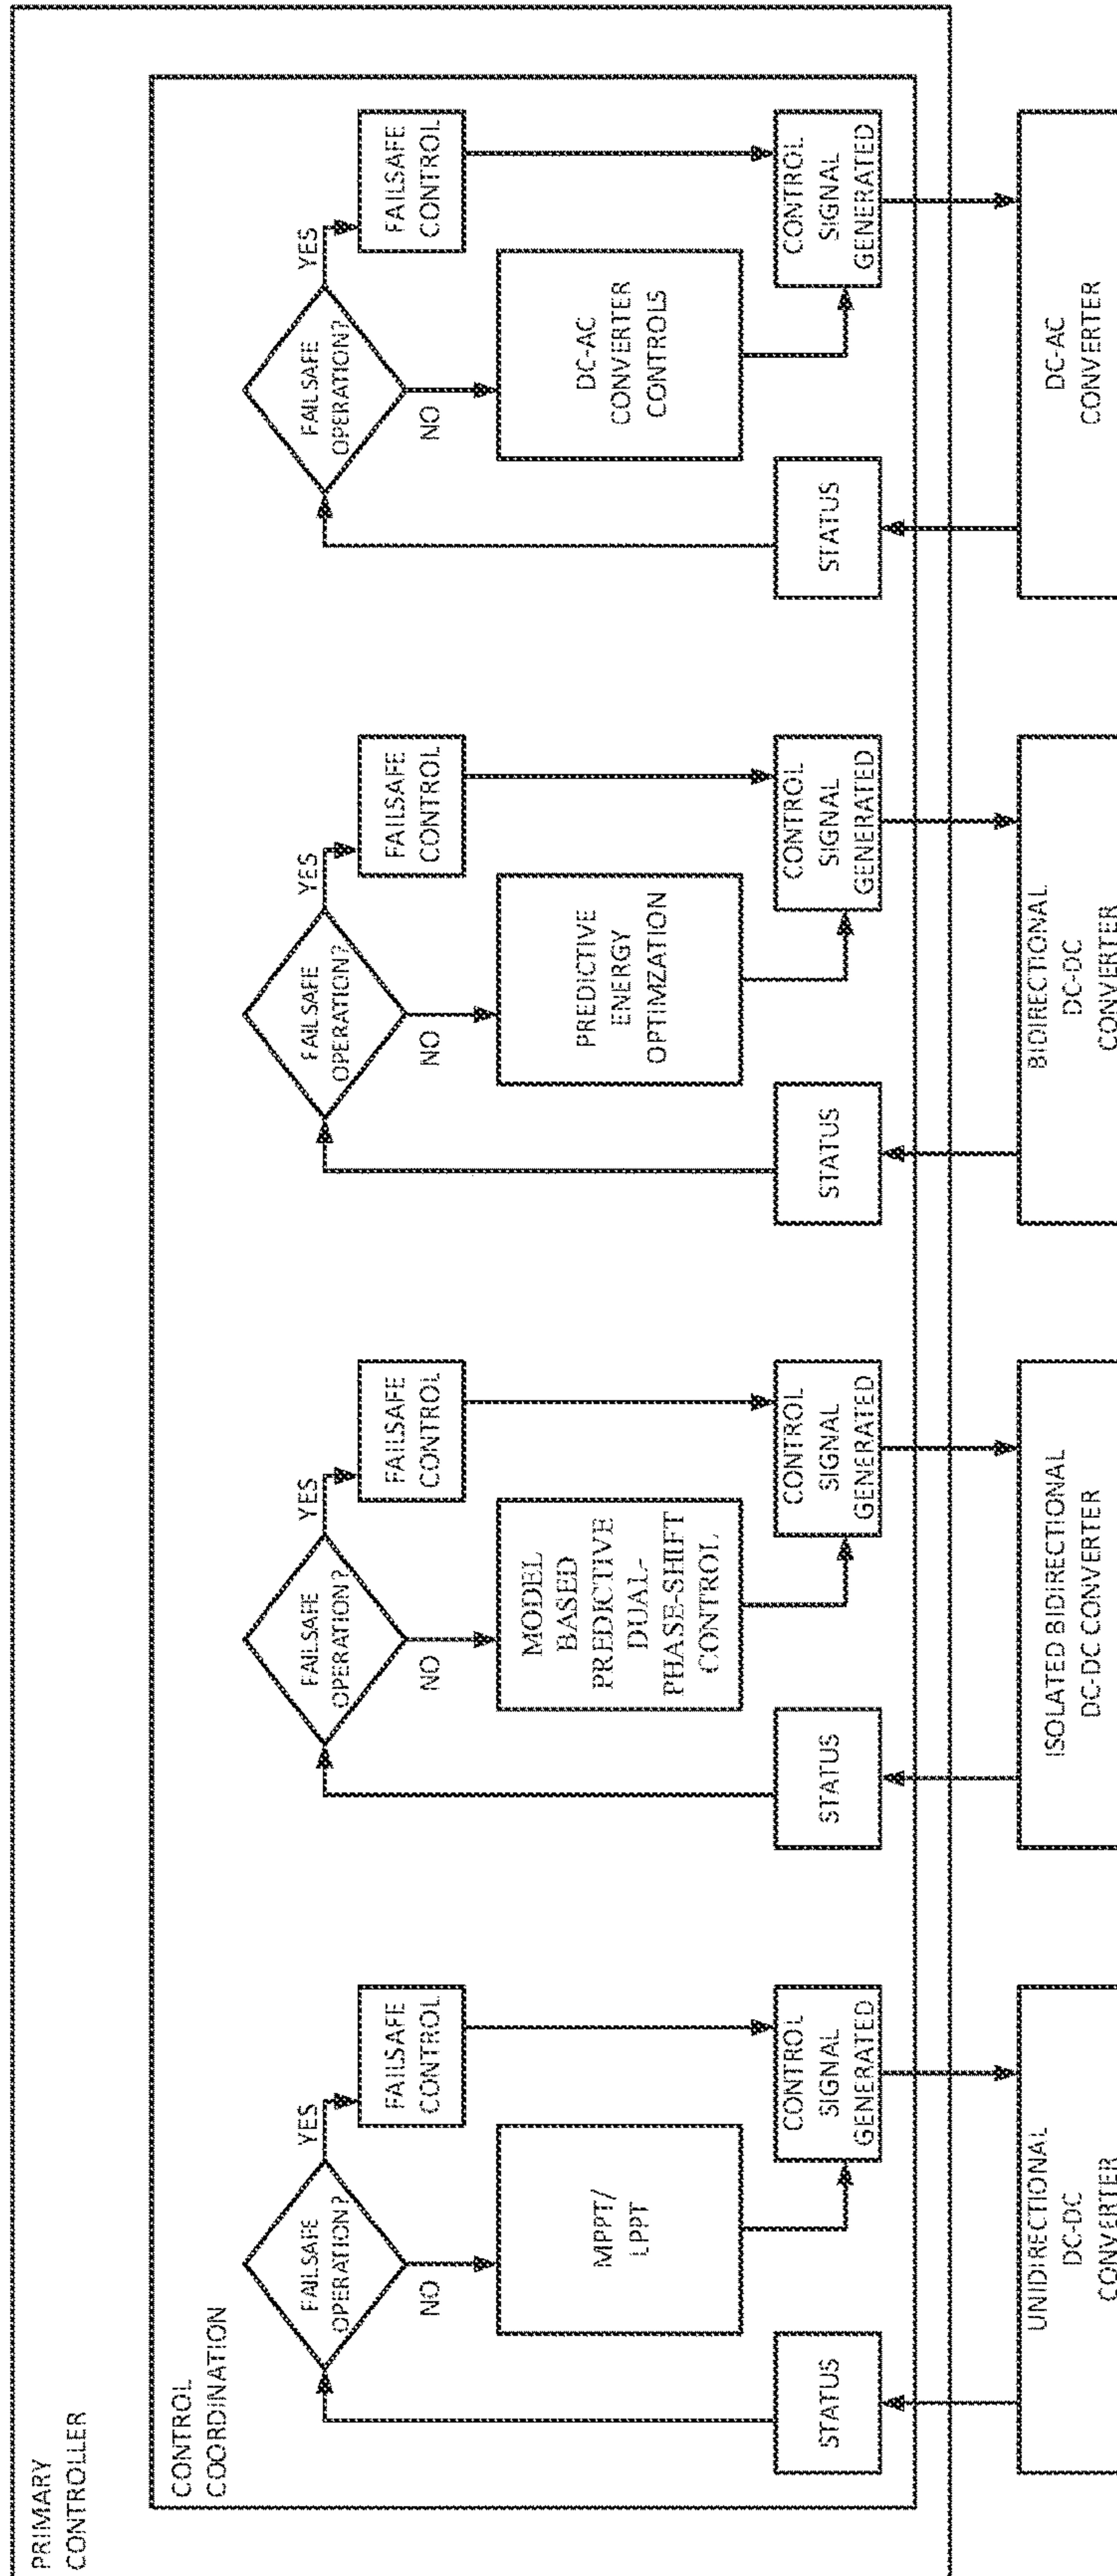 PRIMARY
CONTROLLER
CONTROL
COORDINATION
FAILSAFE
OPERATION?
YES
NO
FAILSAFE
CONTROL
MPPT/
LPPT
STATUS
CONTROL
SIGNAL
GENERATED
UNIDIRECTIONAL
DC-DC
CONVERTER
FAILSAFE
OPERATION?
YES
NO
FAILSAFE
CONTROL
MODEL
BASED
PREDICTIVE
DUAL-
PHASE-SHIFT
CONTROL
STATUS
CONTROL
SIGNAL
GENERATED
ISOLATED BIDIRECTIONAL
DC-DC CONVERTER
FAILSAFE
OPERATION?
YES
NO
FAILSAFE
CONTROL
PREDICTIVE
ENERGY
OPTIMZATION
STATUS
CONTROL
SIGNAL
GENERATED
BIDIRECTIONAL
DC-DC
CONVERTER
FAILSAFE
OPERATION?
YES
NO
FAILSAFE
CONTROL
DC-AC
CONVERTER
CONTROLS
STATUS
CONTROL
SIGNAL
GENERATED
DC-AC
CONVERTER